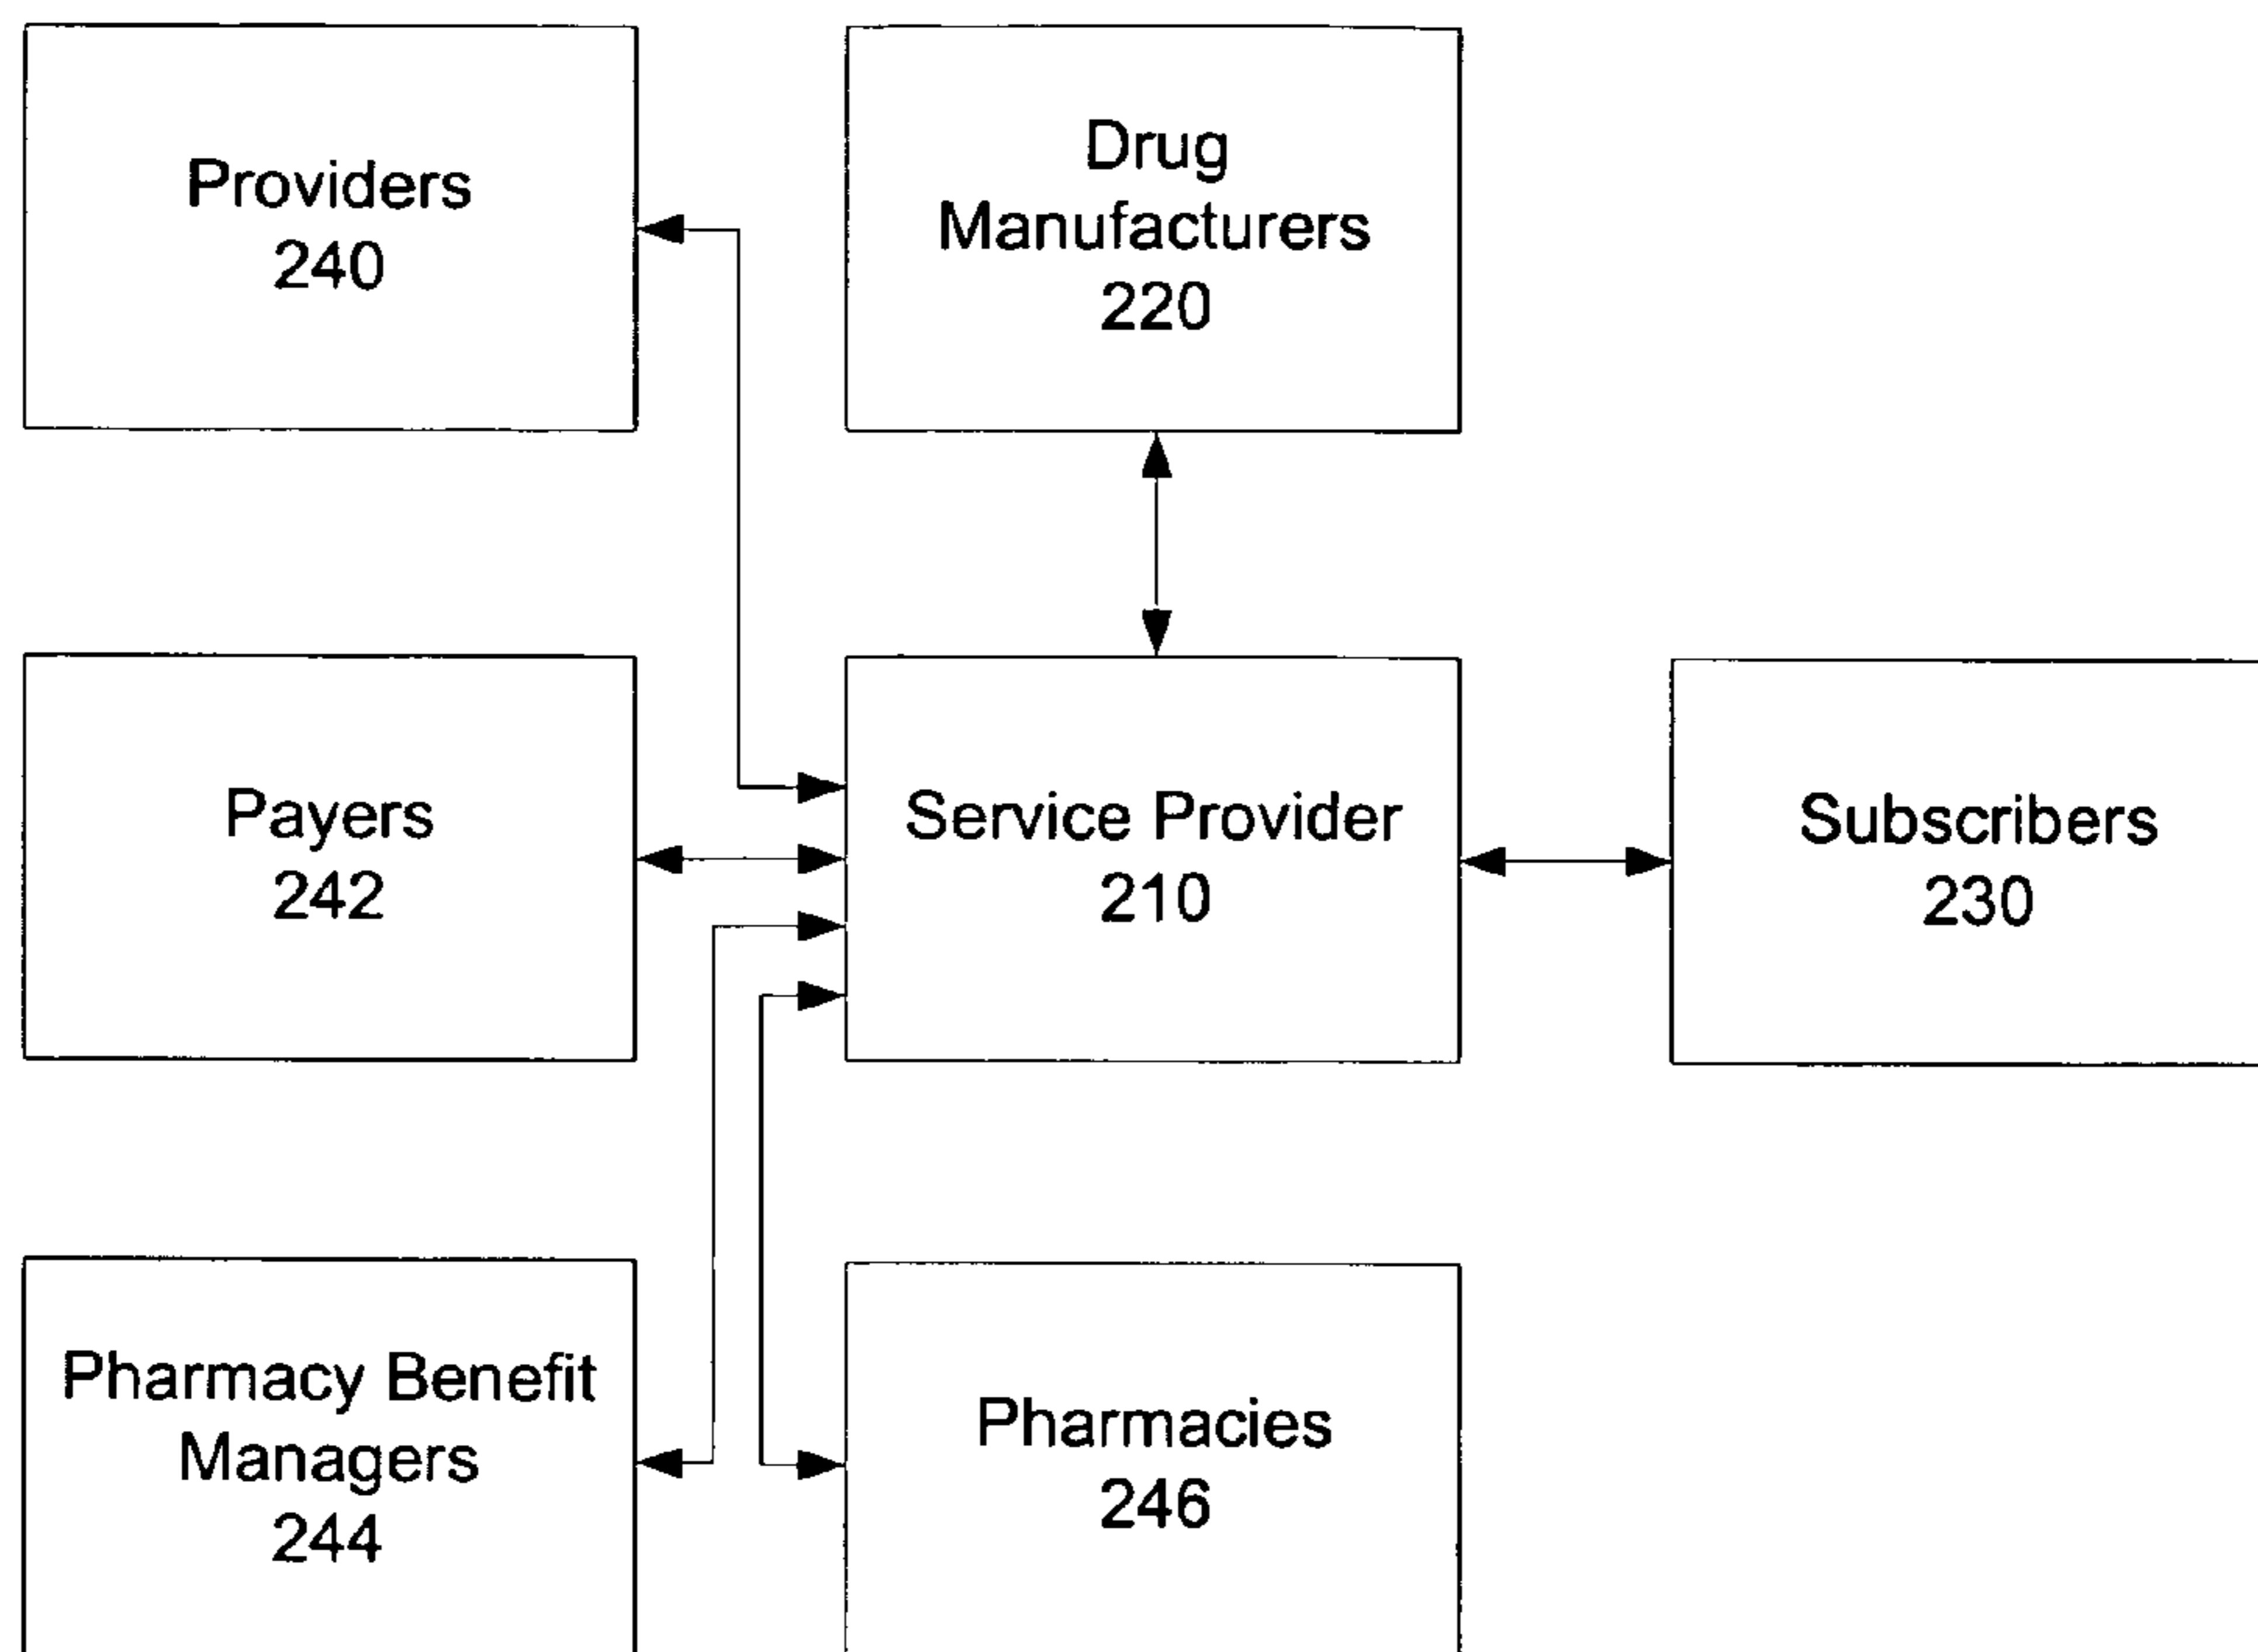 Providers
240
Drug
Manufacturers
220
Payers
242
Service Provider
210
Subscribers
230
Pharmacy Benefit
Managers
244
Pharmacies
246